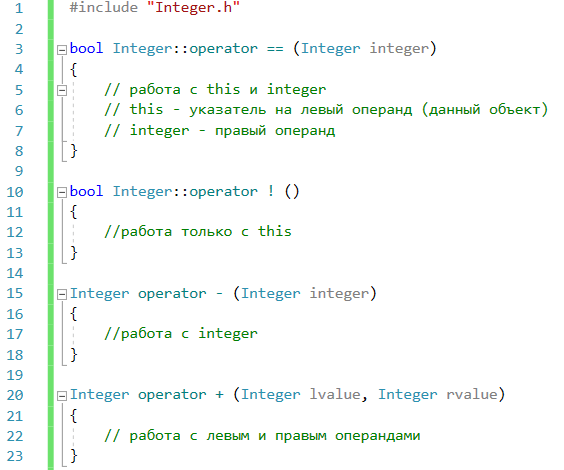 1 #include "Integer.h"
2
3 bool Integer::operator == (Integer integer)
4 {
5 // работа с this и integer
6 // this - указатель на левый операнд (данный объект)
7 // integer - правый операнд
8 }
9
10 bool Integer::operator ! ()
11 {
12 //работа только с this
13 }
14
15 Integer operator - (Integer integer)
16 {
17 //работа с integer
18 }
19
20 Integer operator + (Integer lvalue, Integer rvalue)
21 {
22 // работа с левым и правым операндами
23 }